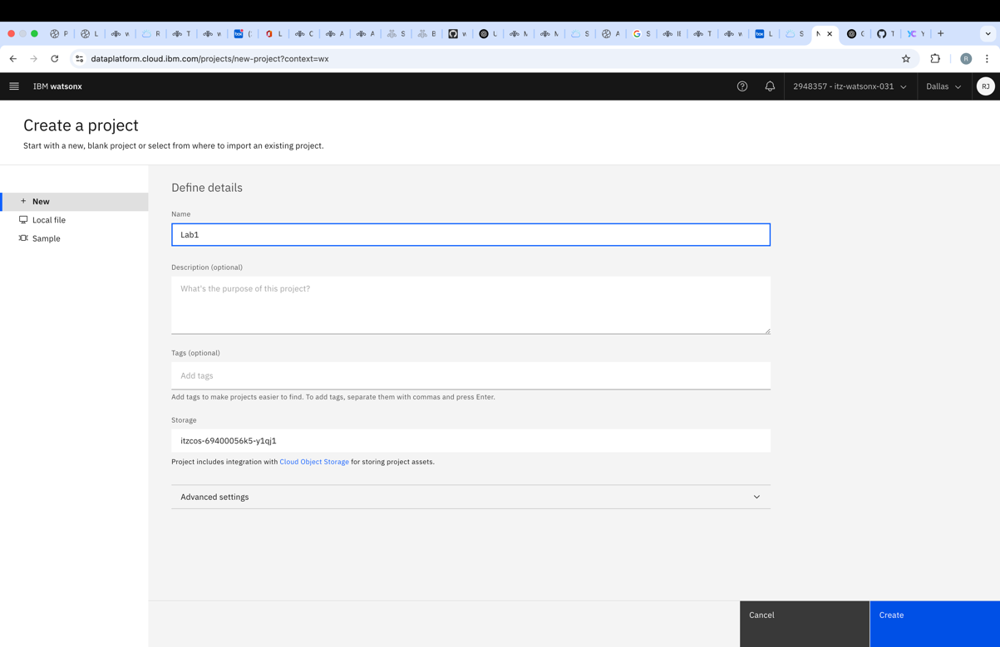 P
L
w
R
T
w
(:
L
C
A
A
S
B
w
U
M
M
S
A
S
IE
T
w
L
S
N
C
T
Y
dataplatform.cloud.ibm.com/projects/new-project?context=wx
R
IBM watsonx
2948357 - itz-watsonx-031
Dallas
RJ
Create a project
Start with a new, blank project or select from where to import an existing project.
New
Local file
Sample
Define details
Name
Lab1
Description (optional)
What's the purpose of this project?
Tags (optional)
Add tags
Add tags to make projects easier to find. To add tags, separate them with commas and press Enter.
Storage
itzcos-69400056k5-y1qj1
Project includes integration with Cloud Object Storage for storing project assets.
Advanced settings
Cancel
Create